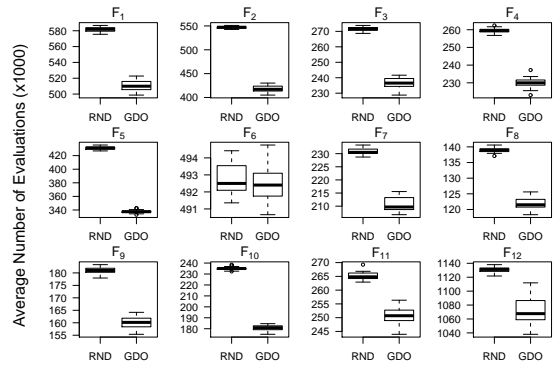 Average Number of Evaluations (x1000)
F1
580
560
540
520
500
RND GDO
F2
550
500
450
400
RND GDO
F3
270
260
250
240
230
RND GDO
F4
260
250
240
230
RND GDO
F5
420
400
380
360
340
RND GDO
F6
494
493
492
491
RND GDO
F7
230
225
220
215
210
RND GDO
F8
140
135
130
125
120
RND GDO
F9
180
175
170
165
160
155
RND GDO
F10
240
230
220
210
200
190
180
RND GDO
F11
265
260
255
250
245
RND GDO
F12
1140
1120
1100
1080
1060
1040
RND GDO